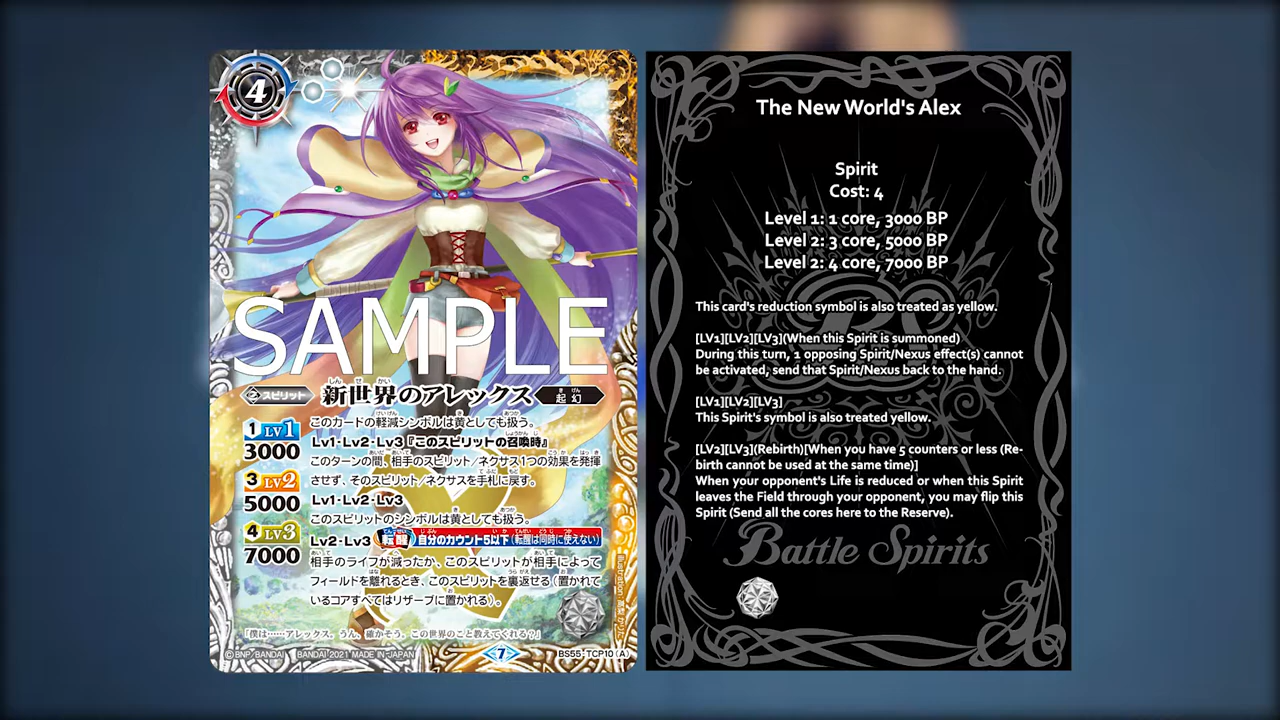 4
SAMPLE
スピリット
新世界のアレックス
しんせかい
起幻
きげん
1 LV1
3000
3 LV2
5000
4 LV3
7000
このカードの軽減シンボルは黄としても扱う。
Lv1・Lv2・Lv3『このスピリットの召喚時』
このターンの間、相手のスピリット/ネクサス1つの効果を発揮
させず、そのスピリット/ネクサスを手札に戻す。
Lv1・Lv2・Lv3
このスピリットのシンボルは黄としても扱う。
Lv2・Lv3 転醒 自分のカウント5以下(転醒は同時に使えない)
相手のライフが減ったか、このスピリットが相手によって
フィールドを離れるとき、このスピリットを裏返せる(置かれて
いるコアすべてはリザーブに置かれる)。
「僕は……アレックス。うん、確かそう。この世界のこと教えてくれる?」
©BNP, BANDAI BANDAI 2021 MADE IN JAPAN
7
BS55-TCP10 (A)
The New World's Alex
Spirit
Cost: 4
Level 1: 1 core, 3000 BP
Level 2: 3 core, 5000 BP
Level 2: 4 core, 7000 BP
This card's reduction symbol is also treated as yellow.
[LV1][LV2][LV3](When this Spirit is summoned)
During this turn, 1 opposing Spirit/Nexus effect(s) cannot
be activated, send that Spirit/Nexus back to the hand.
[LV1][LV2][LV3]
This Spirit's symbol is also treated yellow.
[LV2][LV3](Rebirth)[When you have 5 counters or less (Re-
birth cannot be used at the same time)]
When your opponent's Life is reduced or when this Spirit
leaves the Field through your opponent, you may flip this
Spirit (Send all the cores here to the Reserve).
Battle Spirits